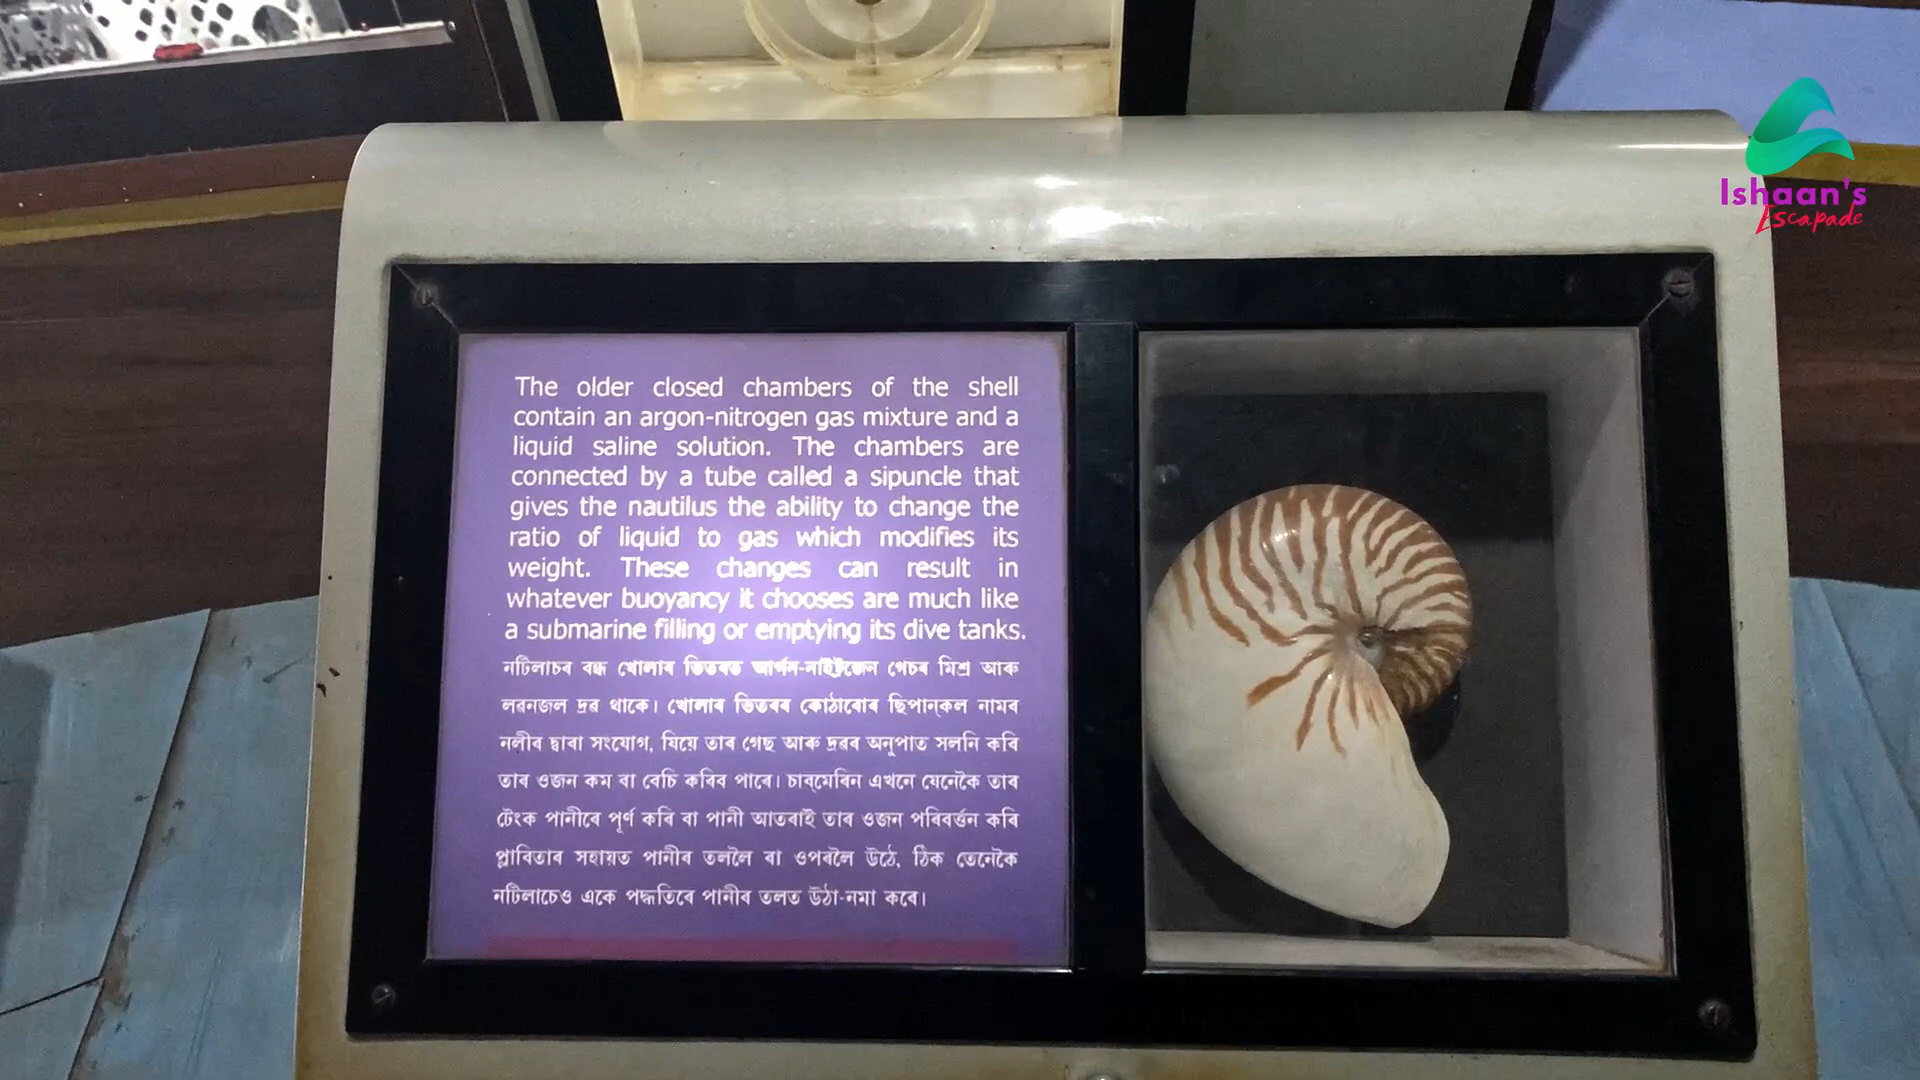 Ishaan's
Escapade
The older closed chambers of the shell
contain an argon-nitrogen gas mixture and a
liquid saline solution. The chambers are
connected by a tube called a sipuncle that
gives the nautilus the ability to change the
ratio of liquid to gas which modifies its
weight. These changes can result in
whatever buoyancy it chooses are much like
a submarine filling or emptying its dive tanks.
নটিলাচৰ বন্ধ খোলাৰ ভিতৰত আৰ্গন-নাইট্ৰজেন গেচৰ মিশ্ৰ আৰু
লৱনজল দ্ৰৱ থাকে। খোলাৰ ভিতৰৰ কোঠাবোৰ ছিপান্‌কল নামৰ
নলীৰ দ্বাৰা সংযোগ, যিয়ে তাৰ গেছ আৰু দ্ৰৱৰ অনুপাত সলনি কৰি
তাৰ ওজন কম বা বেচি কৰিব পাৰে। চাব্‌মেৰিন এখনে যেনেকৈ তাৰ
টেংক পানীৰে পূৰ্ণ কৰি বা পানী আতৰাই তাৰ ওজন পৰিবৰ্ত্তন কৰি
প্লাবিতাৰ সহায়ত পানীৰ তললৈ বা ওপৰলৈ উঠে, ঠিক তেনেকৈ
নটিলাচেও একে পদ্ধতিৰে পানীৰ তলত উঠা-নমা কৰে।